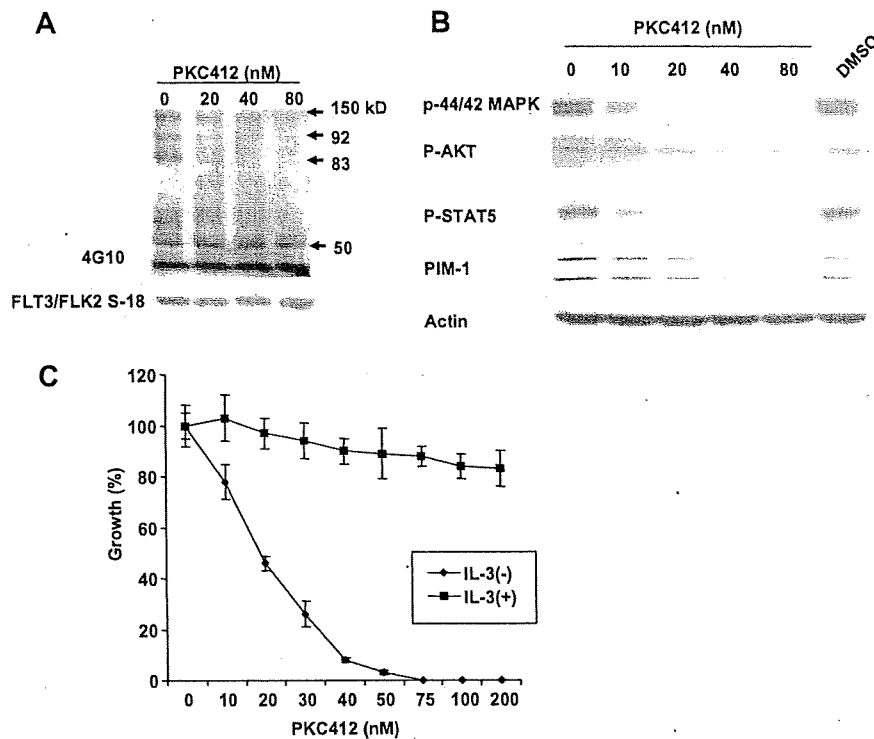 A
PKC412 (nM)
0 20 40 80
150 kD
92
83
50
4G10
FLT3/FLK2 S-18
B
PKC412 (nM)
0 10 20 40 80 DMSO
p-44/42 MAPK
P-AKT
P-STAT5
PIM-1
Actin
C
120
100
80
60
40
20
0
Growth (%)
IL-3(-)
IL-3(+)
0 10 20 30 40 50 75 100 200
PKC412 (nM)